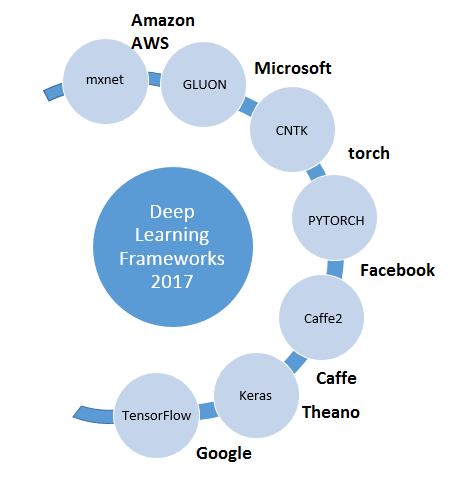 Amazon
AWS
mxnet
GLUON
Microsoft
CNTK
torch
PYTORCH
Deep
Learning
Frameworks
2017
Facebook
Caffe2
Caffe
Keras
Theano
TensorFlow
Google